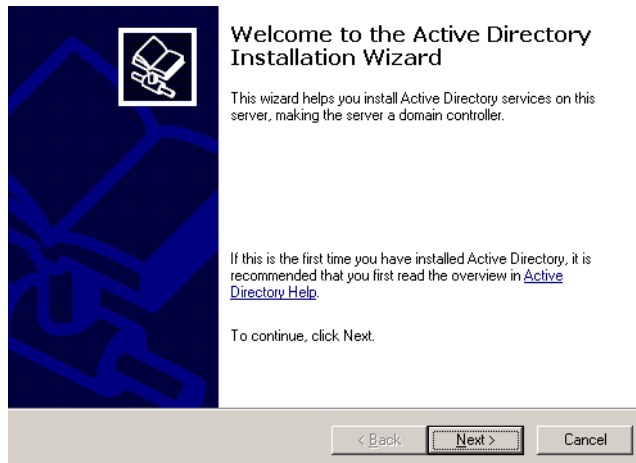 Welcome to the Active Directory
Installation Wizard
This wizard helps you install Active Directory services on this
server, making the server a domain controller.
If this is the first time you have installed Active Directory, it is
recommended that you first read the overview in Active
Directory Help.
To continue, click Next.
< Back Next > Cancel